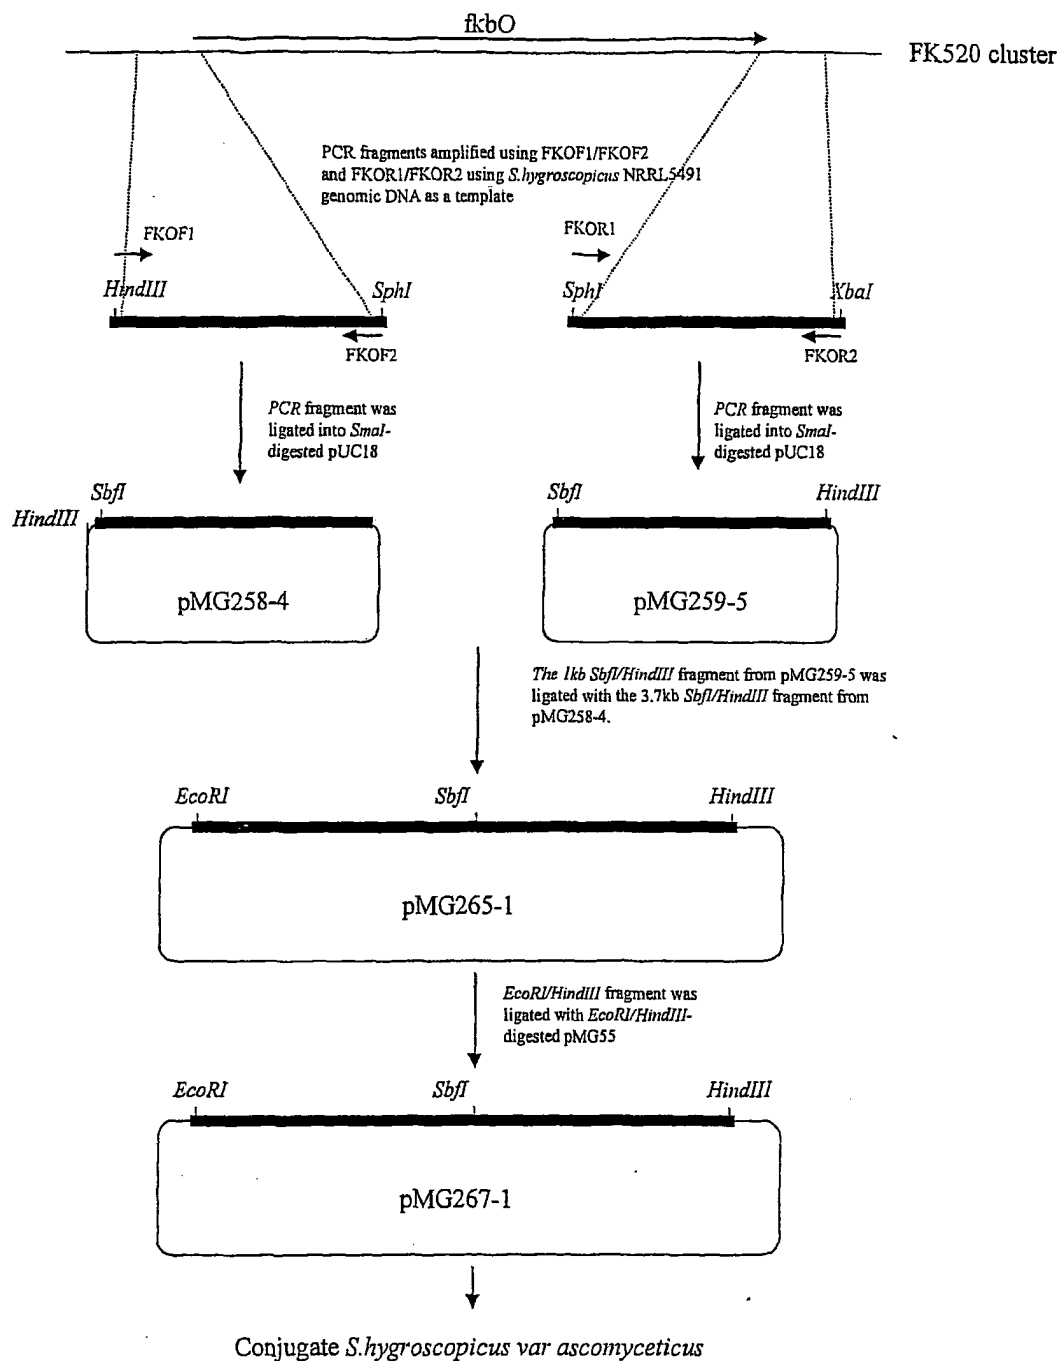 fkbO
FK520 cluster
PCR fragments amplified using FKOF1/FKOF2
and FKOR1/FKOR2 using S.hygroscopicus NRRL5491
genomic DNA as a template
FKOF1
FKOR1
HindIII
SphI
SphI
XbaI
FKOF2
FKOR2
PCR fragment was
ligated into SmaI-
digested pUC18
PCR fragment was
ligated into SmaI-
digested pUC18
SbfI
HindIII
SbfI
HindIII
pMG258-4
pMG259-5
The 1kb SbfI/HindIII fragment from pMG259-5 was
ligated with the 3.7kb SbfI/HindIII fragment from
pMG258-4.
EcoRI
SbfI
HindIII
pMG265-1
EcoRI/HindIII fragment was
ligated with EcoRI/HindIII-
digested pMG55
EcoRI
SbfI
HindIII
pMG267-1
Conjugate S.hygroscopicus var ascomyceticus